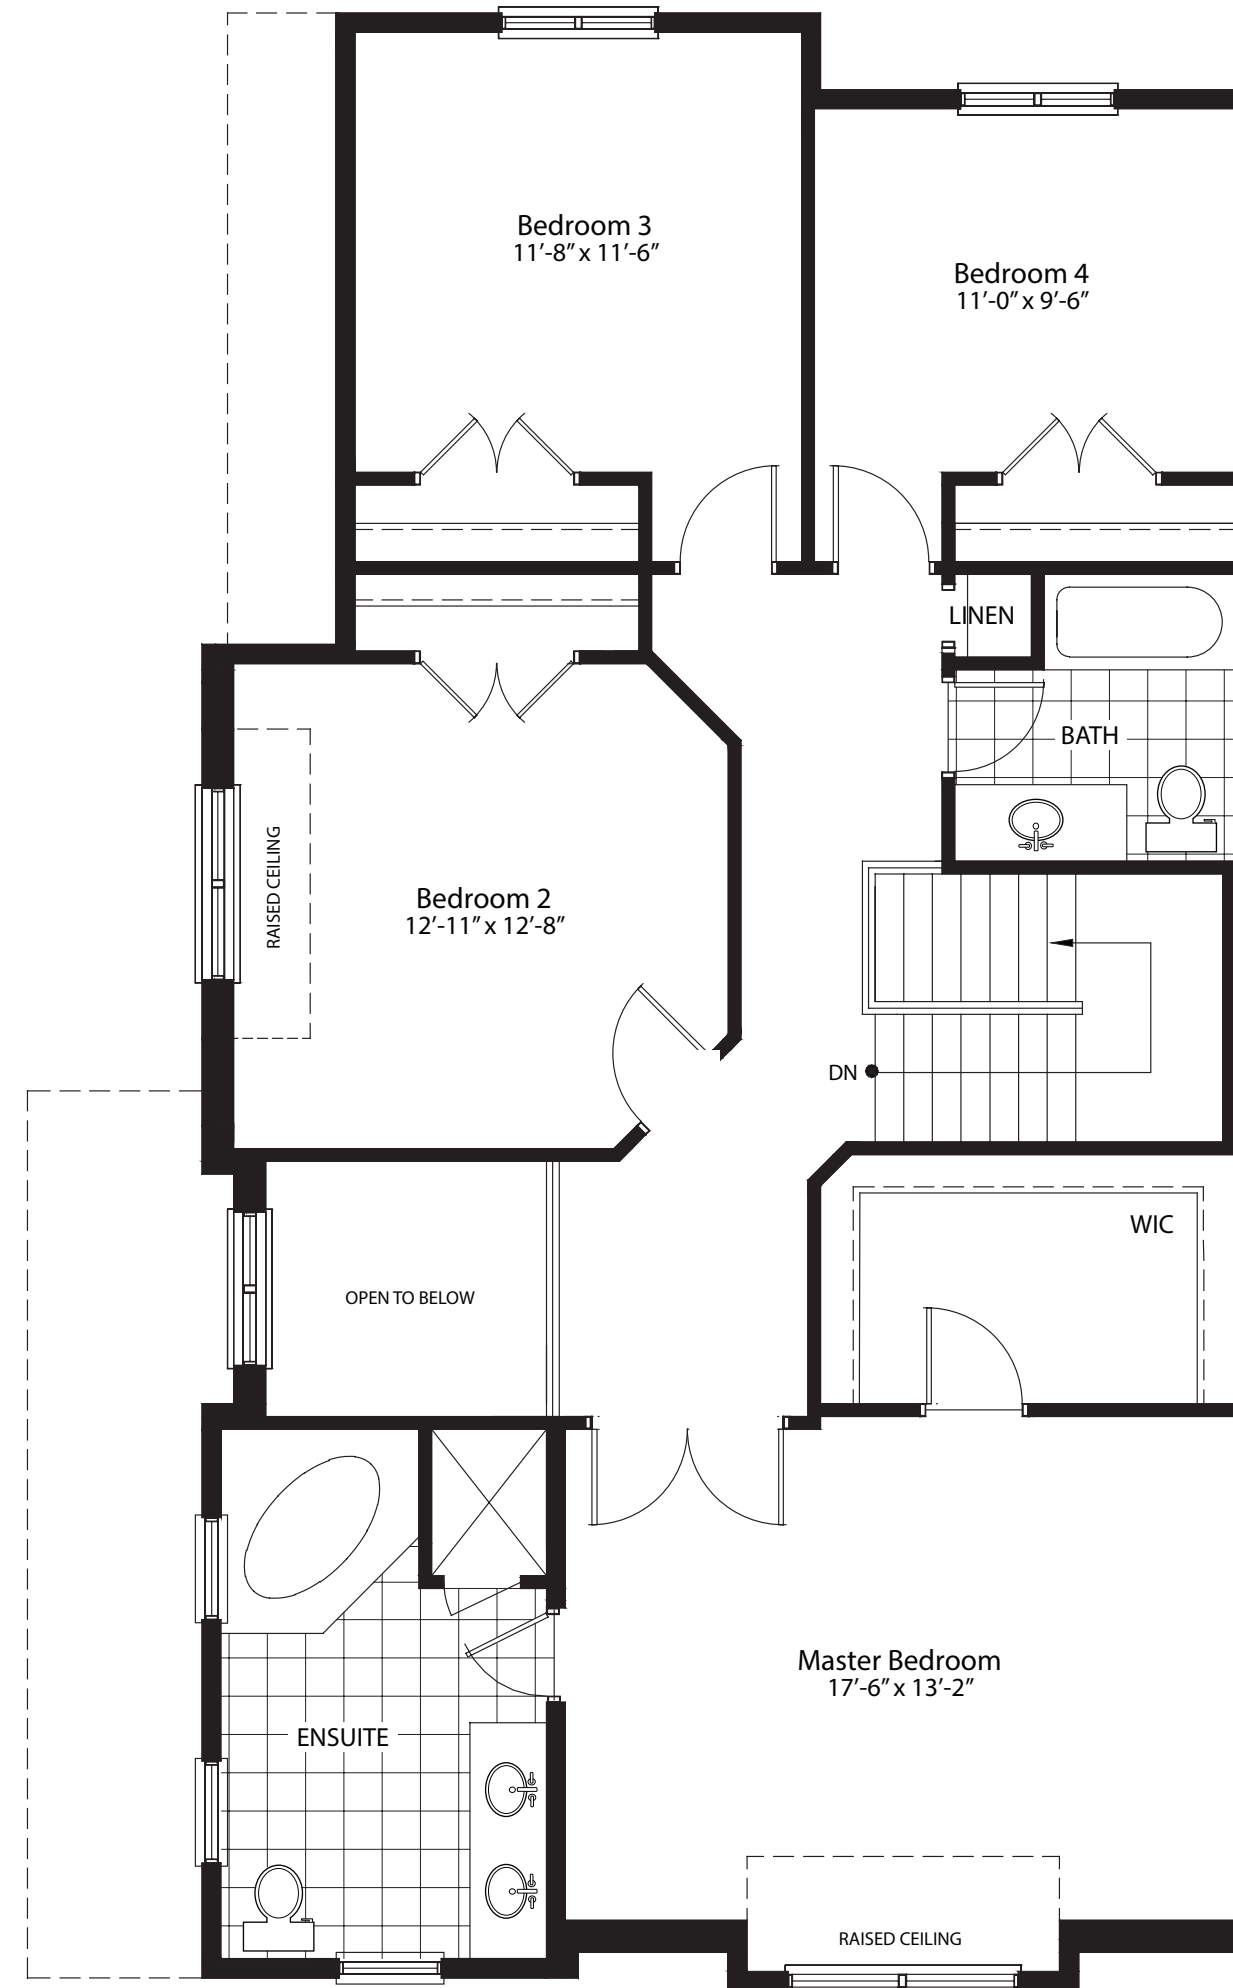 Bedroom 3
11’-8” x 11’-6”
Bedroom 4
11’-0” x 9’-6”
LINEN
BATH
RAISED CEILING
Bedroom 2
12’-11” x 12’-8”
DN
WIC
OPEN TO BELOW
Master Bedroom
17’-6” x 13’-2”
ENSUITE
RAISED CEILING